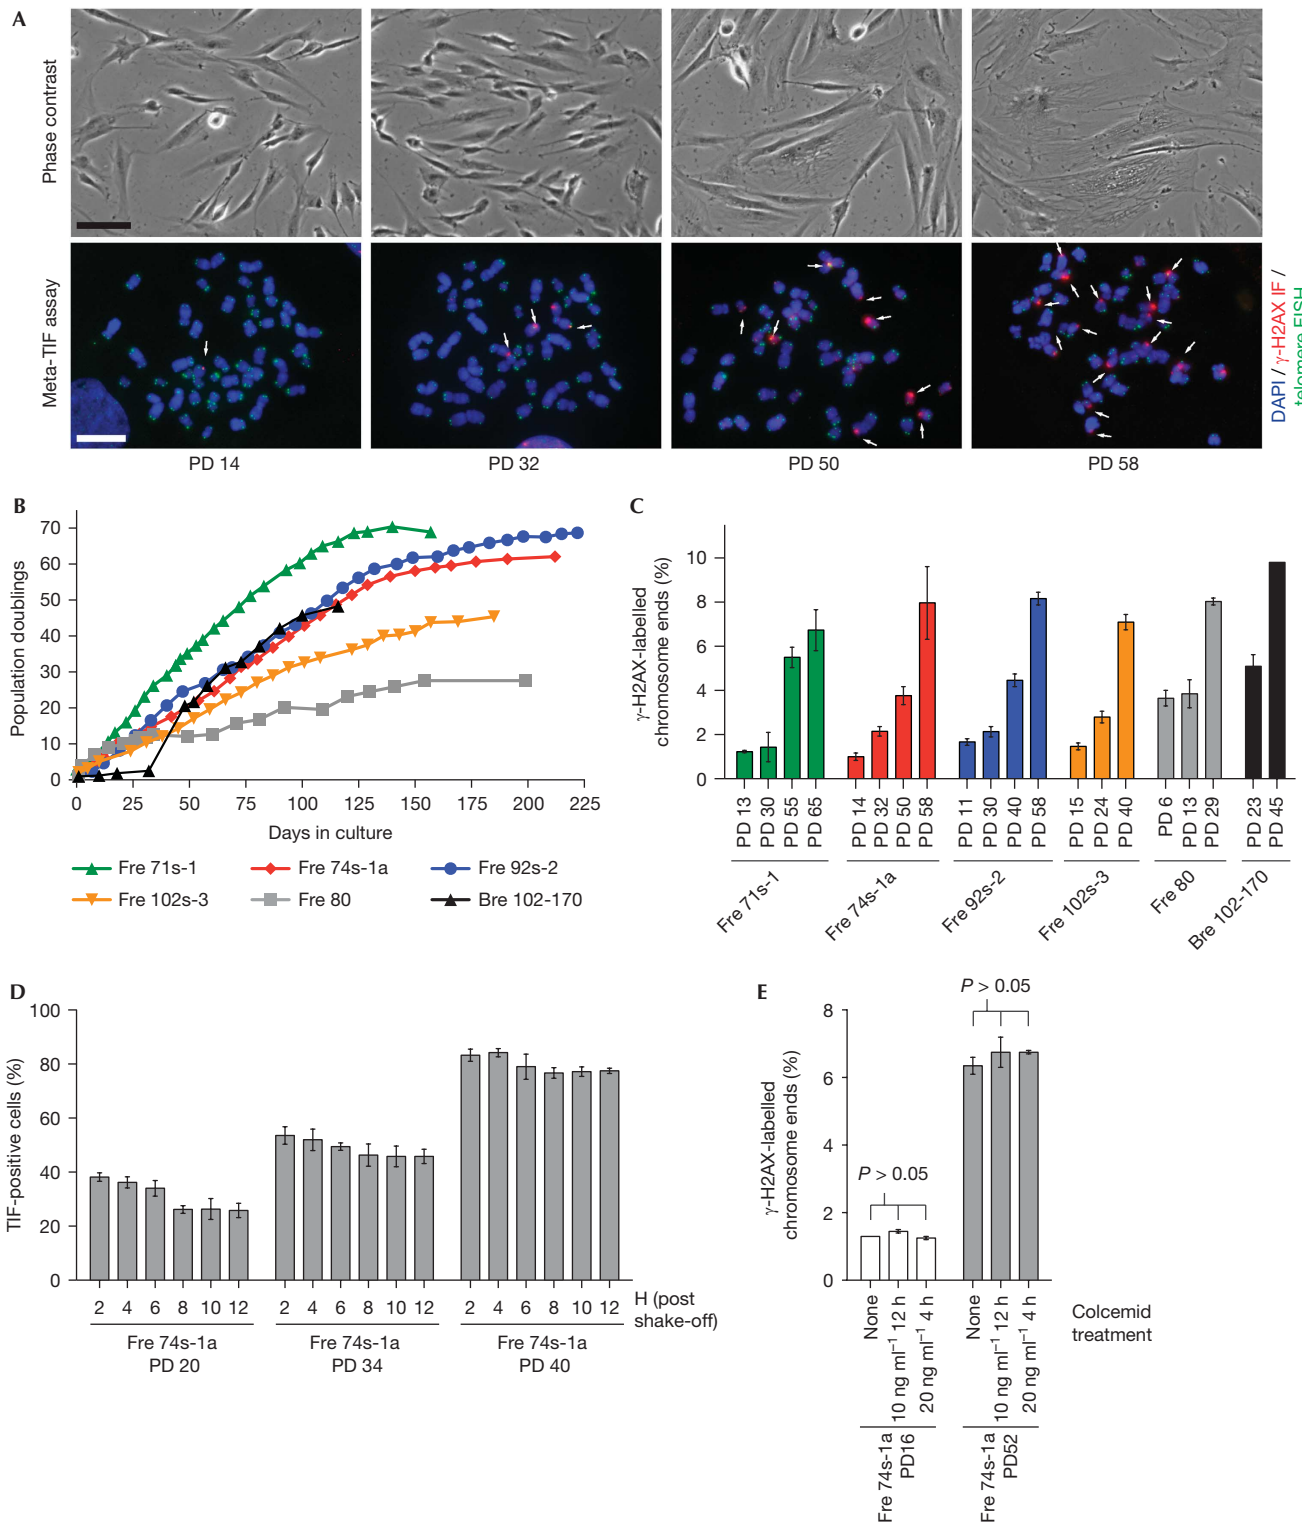 A
Phase contrast
Meta-TIF assay
DAPI / γ-H2AX IF /
telomere FISH
PD 14
PD 32
PD 50
PD 58
B
Population doublings
70
60
50
40
30
20
10
0
0 25 50 75 100 125 150 175 200 225
Days in culture
Fre 71s-1
Fre 74s-1a
Fre 92s-2
Fre 102s-3
Fre 80
Bre 102-170
C
γ-H2AX-labelled
chromosome ends (%)
10
8
6
4
2
0
PD 13
PD 30
PD 55
PD 65
PD 14
PD 32
PD 50
PD 58
PD 11
PD 30
PD 40
PD 58
PD 15
PD 24
PD 40
PD 6
PD 13
PD 29
PD 23
PD 45
Fre 71s-1
Fre 74s-1a
Fre 92s-2
Fre 102s-3
Fre 80
Bre 102-170
D
TIF-positive cells (%)
100
80
60
40
20
0
2 4 6 8 10 12
2 4 6 8 10 12
2 4 6 8 10 12
H (post
shake-off)
Fre 74s-1a
PD 20
Fre 74s-1a
PD 34
Fre 74s-1a
PD 40
E
γ-H2AX-labelled
chromosome ends (%)
8
6
4
2
0
P > 0.05
P > 0.05
None
10 ng ml⁻¹ 12 h
20 ng ml⁻¹ 4 h
None
10 ng ml⁻¹ 12 h
20 ng ml⁻¹ 4 h
Colcemid
treatment
Fre 74s-1a
PD16
Fre 74s-1a
PD52